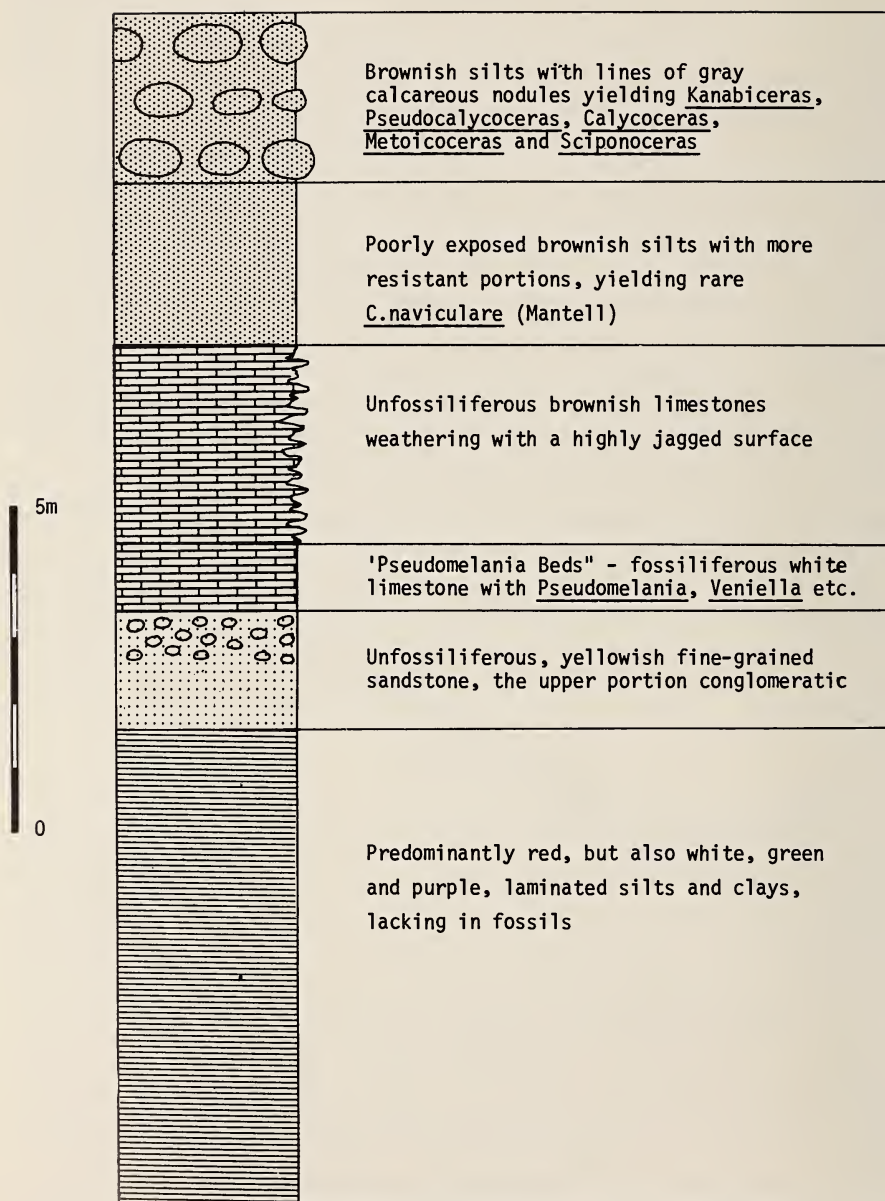 Brownish silts with lines of gray
calcareous nodules yielding Kanabiceras,
Pseudocalycoceras, Calycoceras,
Metoicoceras and Sciponoceras
Poorly exposed brownish silts with more
resistant portions, yielding rare
C.naviculare (Mantell)
Unfossiliferous brownish limestones
weathering with a highly jagged surface
5m
'Pseudomelania Beds" - fossiliferous white
limestone with Pseudomelania, Veniella etc.
Unfossiliferous, yellowish fine-grained
sandstone, the upper portion conglomeratic
0
Predominantly red, but also white, green
and purple, laminated silts and clays,
lacking in fossils